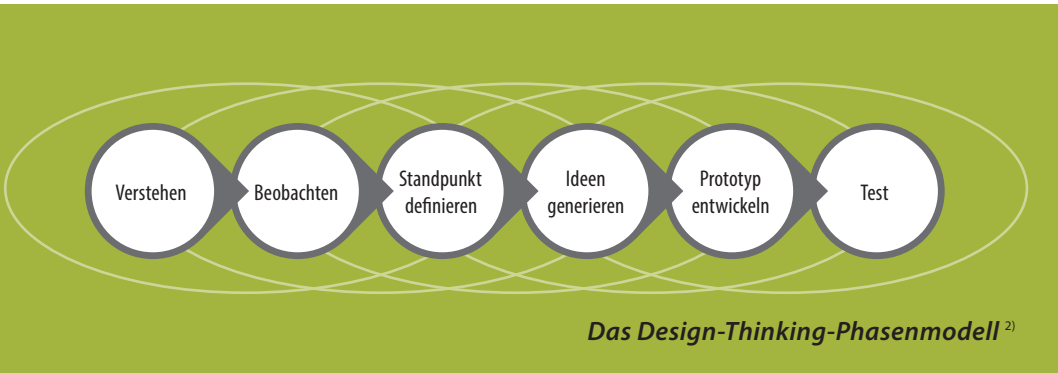 Verstehen
Beobachten
Standpunkt
definieren
Ideen
generieren
Prototyp
entwickeln
Test
Das Design-Thinking-Phasenmodell 2)